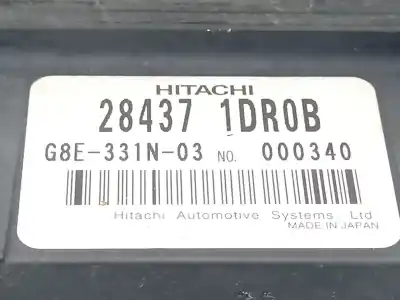 HITACHI
28437 1DR0B
G8E-331N-03 NO. 000340
Hitachi Automotive Systems, Ltd
MADE IN JAPAN